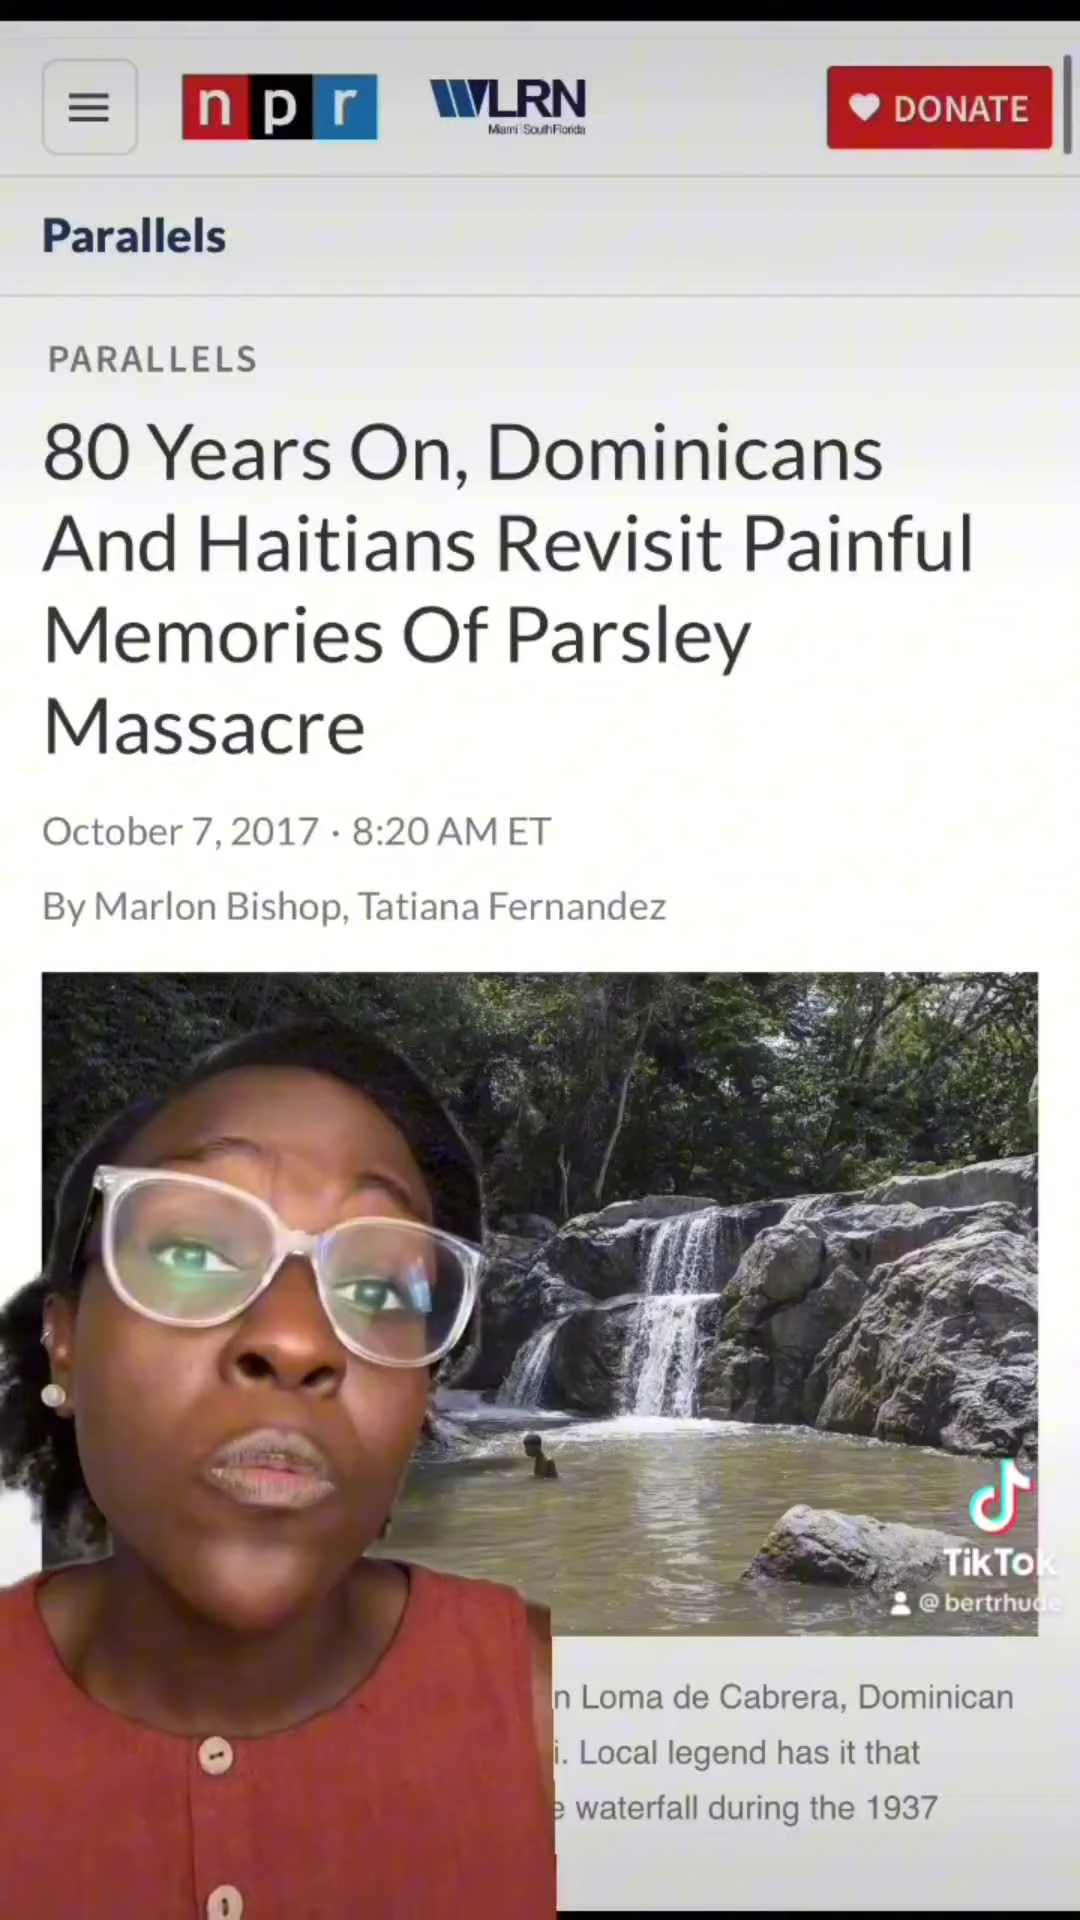 npr
WLRN
Miami | South Florida
DONATE
Parallels
PARALLELS
80 Years On, Dominicans
And Haitians Revisit Painful
Memories Of Parsley
Massacre
October 7, 2017 · 8:20 AM ET
By Marlon Bishop, Tatiana Fernandez
TikTok
@bertrhude
n Loma de Cabrera, Dominican
i. Local legend has it that
e waterfall during the 1937